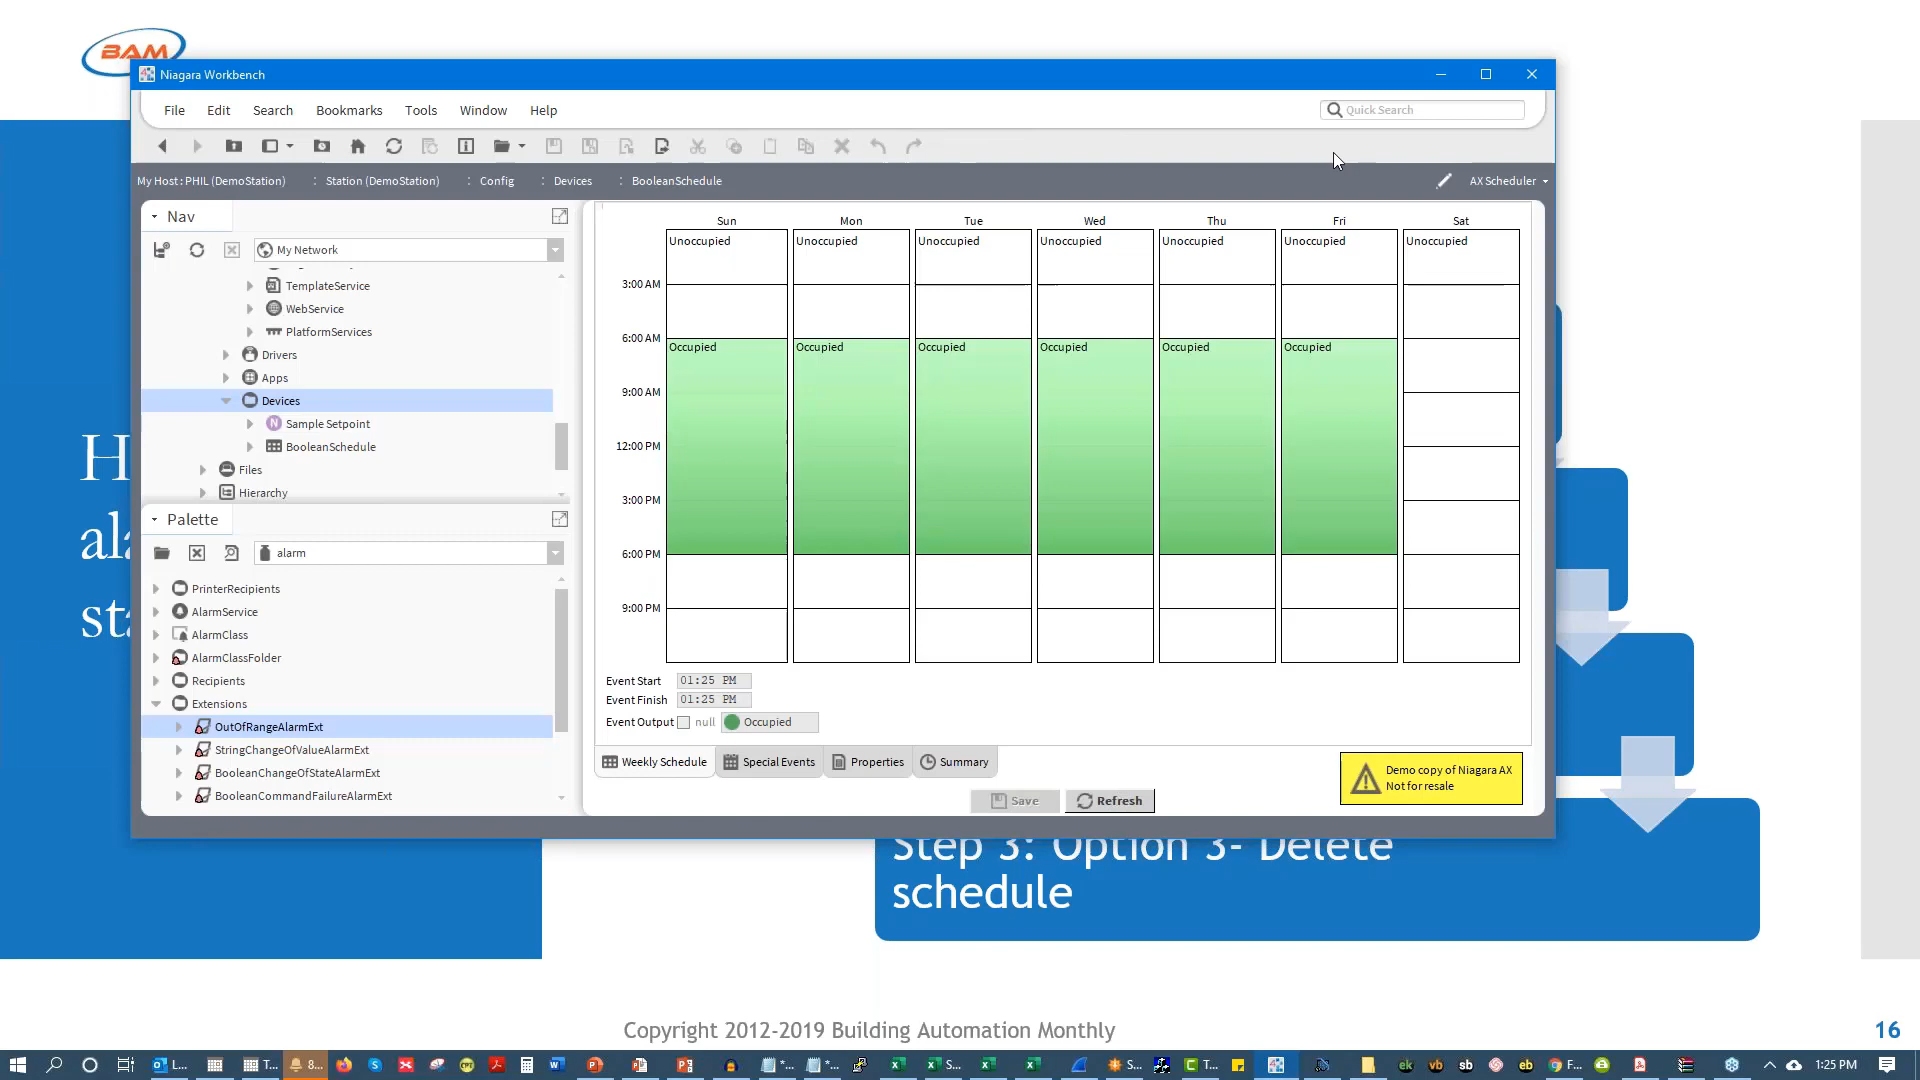 BAM
Niagara Workbench
File Edit Search Bookmarks Tools Window Help
Quick Search
My Host : PHIL (DemoStation) : Station (DemoStation) : Config : Devices : BooleanSchedule
AX Scheduler
Nav
My Network
TemplateService
WebService
PlatformServices
Drivers
Apps
Devices
Sample Setpoint
BooleanSchedule
Files
Hierarchy
Palette
alarm
PrinterRecipients
AlarmService
AlarmClass
AlarmClassFolder
Recipients
Extensions
OutOfRangeAlarmExt
StringChangeOfValueAlarmExt
BooleanChangeOfStateAlarmExt
BooleanCommandFailureAlarmExt
Sun Mon Tue Wed Thu Fri Sat
Unoccupied Unoccupied Unoccupied Unoccupied Unoccupied Unoccupied Unoccupied
3:00 AM
6:00 AM
Occupied Occupied Occupied Occupied Occupied Occupied
9:00 AM
12:00 PM
3:00 PM
6:00 PM
9:00 PM
Event Start 01:25 PM
Event Finish 01:25 PM
Event Output null Occupied
Weekly Schedule Special Events Properties Summary
Save Refresh
Demo copy of Niagara AX
Not for resale
Step 3: Option 3- Delete
schedule
Copyright 2012-2019 Building Automation Monthly
16
L... T... 8... S... S... T... ek vb sb eb F... 1:25 PM